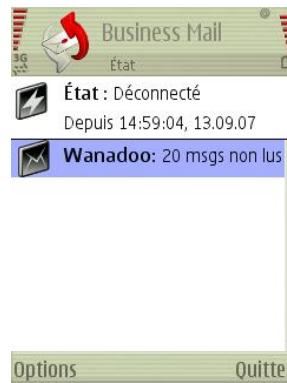 Business Mail
3G
État
État : Déconnecté
Depuis 14:59:04, 13.09.07
Wanadoo: 20 msgs non lus
Options
Quitte